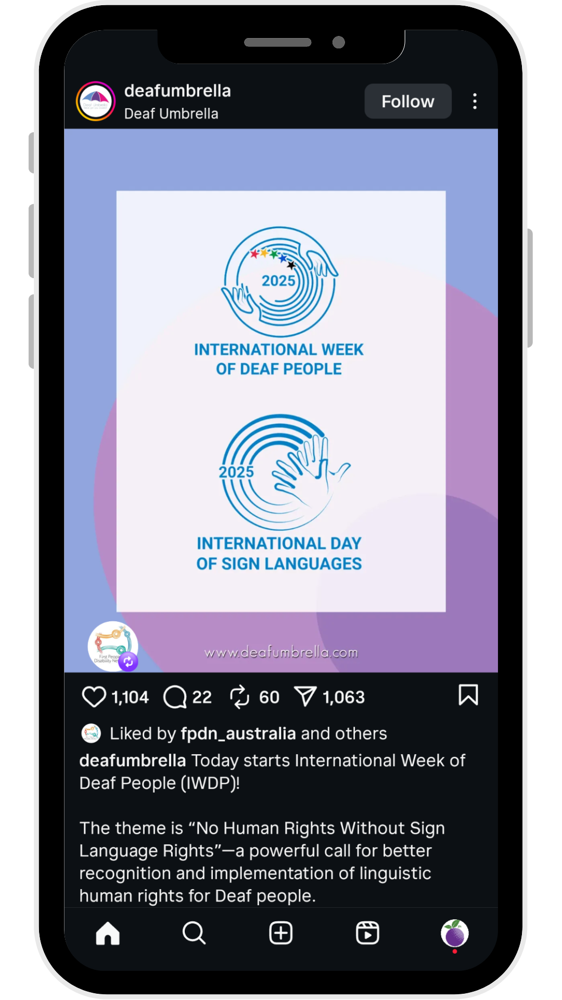 deafumbrella
Deaf Umbrella
Follow
2025
INTERNATIONAL WEEK
OF DEAF PEOPLE
2025
INTERNATIONAL DAY
OF SIGN LANGUAGES
First
Disability
www.deafumbrella.com
1,104 22 60 1,063
Liked by fpdn_australia and others
deafumbrella Today starts International Week of
Deaf People (IWDP)!
The theme is “No Human Rights Without Sign
Language Rights”—a powerful call for better
recognition and implementation of linguistic
human rights for Deaf people.